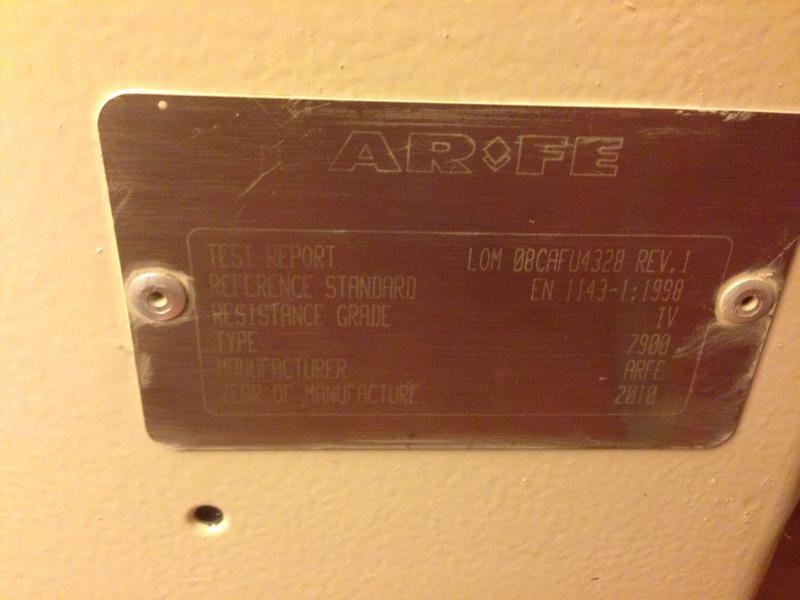 AR FE
TEST REPORT LOM 08CAFU4328 REV.1
REFERENCE STANDARD EN 1143-1:1998
RESISTANCE GRADE IV
TYPE 7900
MANUFACTURER ARFE
YEAR OF MANUFACTURE 2010